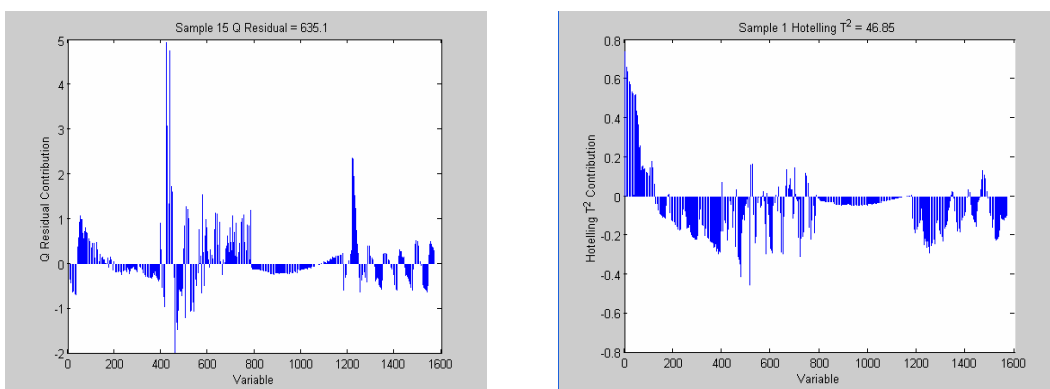 Sample 15 Q Residual = 635.1
5
4
3
2
1
0
-1
-2
Q Residual Contribution
0 200 400 600 800 1000 1200 1400 1600
Variable
Sample 1 Hotelling T² = 46.85
0.8
0.6
0.4
0.2
0
-0.2
-0.4
-0.6
-0.8
Hotelling T² Contribution
0 200 400 600 800 1000 1200 1400 1600
Variable